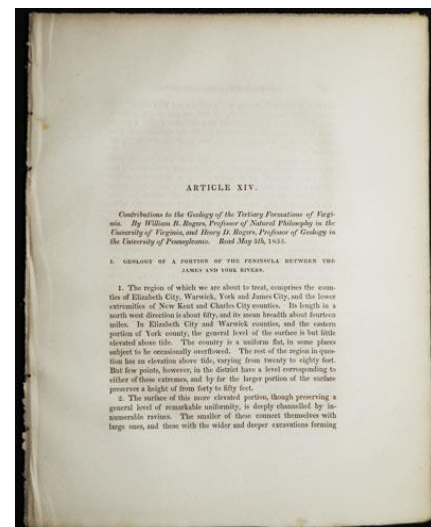 ARTICLE XIV.
Contributions to the Geology of the Tertiary Formations of Virgi-
nia. By William B. Rogers, Professor of Natural Philosophy in the
University of Virginia, and Henry D. Rogers, Professor of Geology in
the University of Pennsylvania. Read May 5th, 1835.
I. GEOLOGY OF A PORTION OF THE PENINSULA BETWEEN THE
JAMES AND YORK RIVERS.
1. The region of which we are about to treat, comprises the coun-
ties of Elizabeth City, Warwick, York and James City, and the lower
extremities of New Kent and Charles City counties. Its length in a
north west direction is about fifty, and its mean breadth about fourteen
miles. In Elizabeth City and Warwick counties, and the eastern
portion of York county, the general level of the surface is but little
elevated above tide. The country is a uniform flat, in some places
subject to be occasionally overflowed. The rest of the region in ques-
tion has an elevation above tide, varying from twenty to eighty feet.
But few points, however, in the district have a level corresponding to
either of these extremes, and by far the larger portion of the surface
preserves a height of from forty to fifty feet.
2. The surface of this more elevated portion, though preserving a
general level of remarkable uniformity, is deeply channelled by in-
numerable ravines. The smaller of these connect themselves with
large ones, and these with the wider and deeper excavations forming